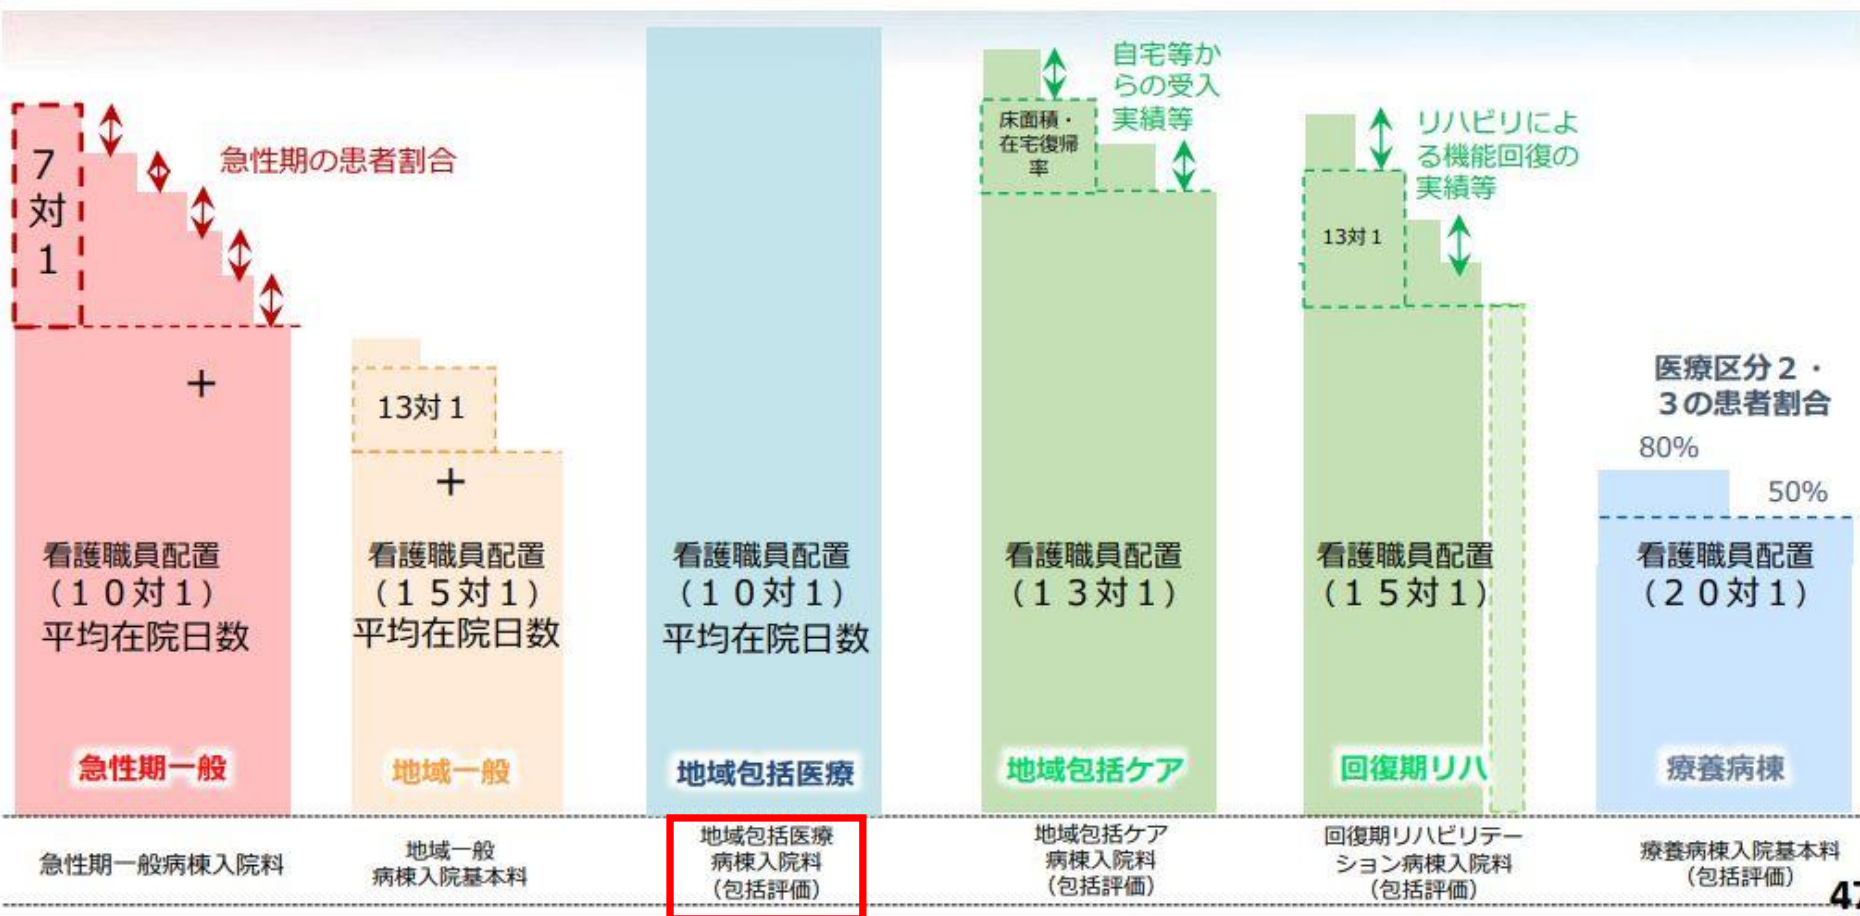 7
対
1
急性期の患者割合
+
看護職員配置
（１０対１）
平均在院日数
急性期一般
急性期一般病棟入院料
13対１
+
看護職員配置
（１５対１）
平均在院日数
地域一般
地域一般
病棟入院基本料
看護職員配置
（１０対１）
平均在院日数
地域包括医療
地域包括医療
病棟入院料
（包括評価）
自宅等か
らの受入
実績等
床面積・
在宅復帰
率
看護職員配置
（１３対１）
地域包括ケア
地域包括ケア
病棟入院料
（包括評価）
リハビリによ
る機能回復の
実績等
13対１
看護職員配置
（１５対１）
回復期リハ
回復期リハビリテー
ション病棟入院料
（包括評価）
医療区分２・
３の患者割合
80%
50%
看護職員配置
（２０対１）
療養病棟
療養病棟入院基本料
（包括評価）
47